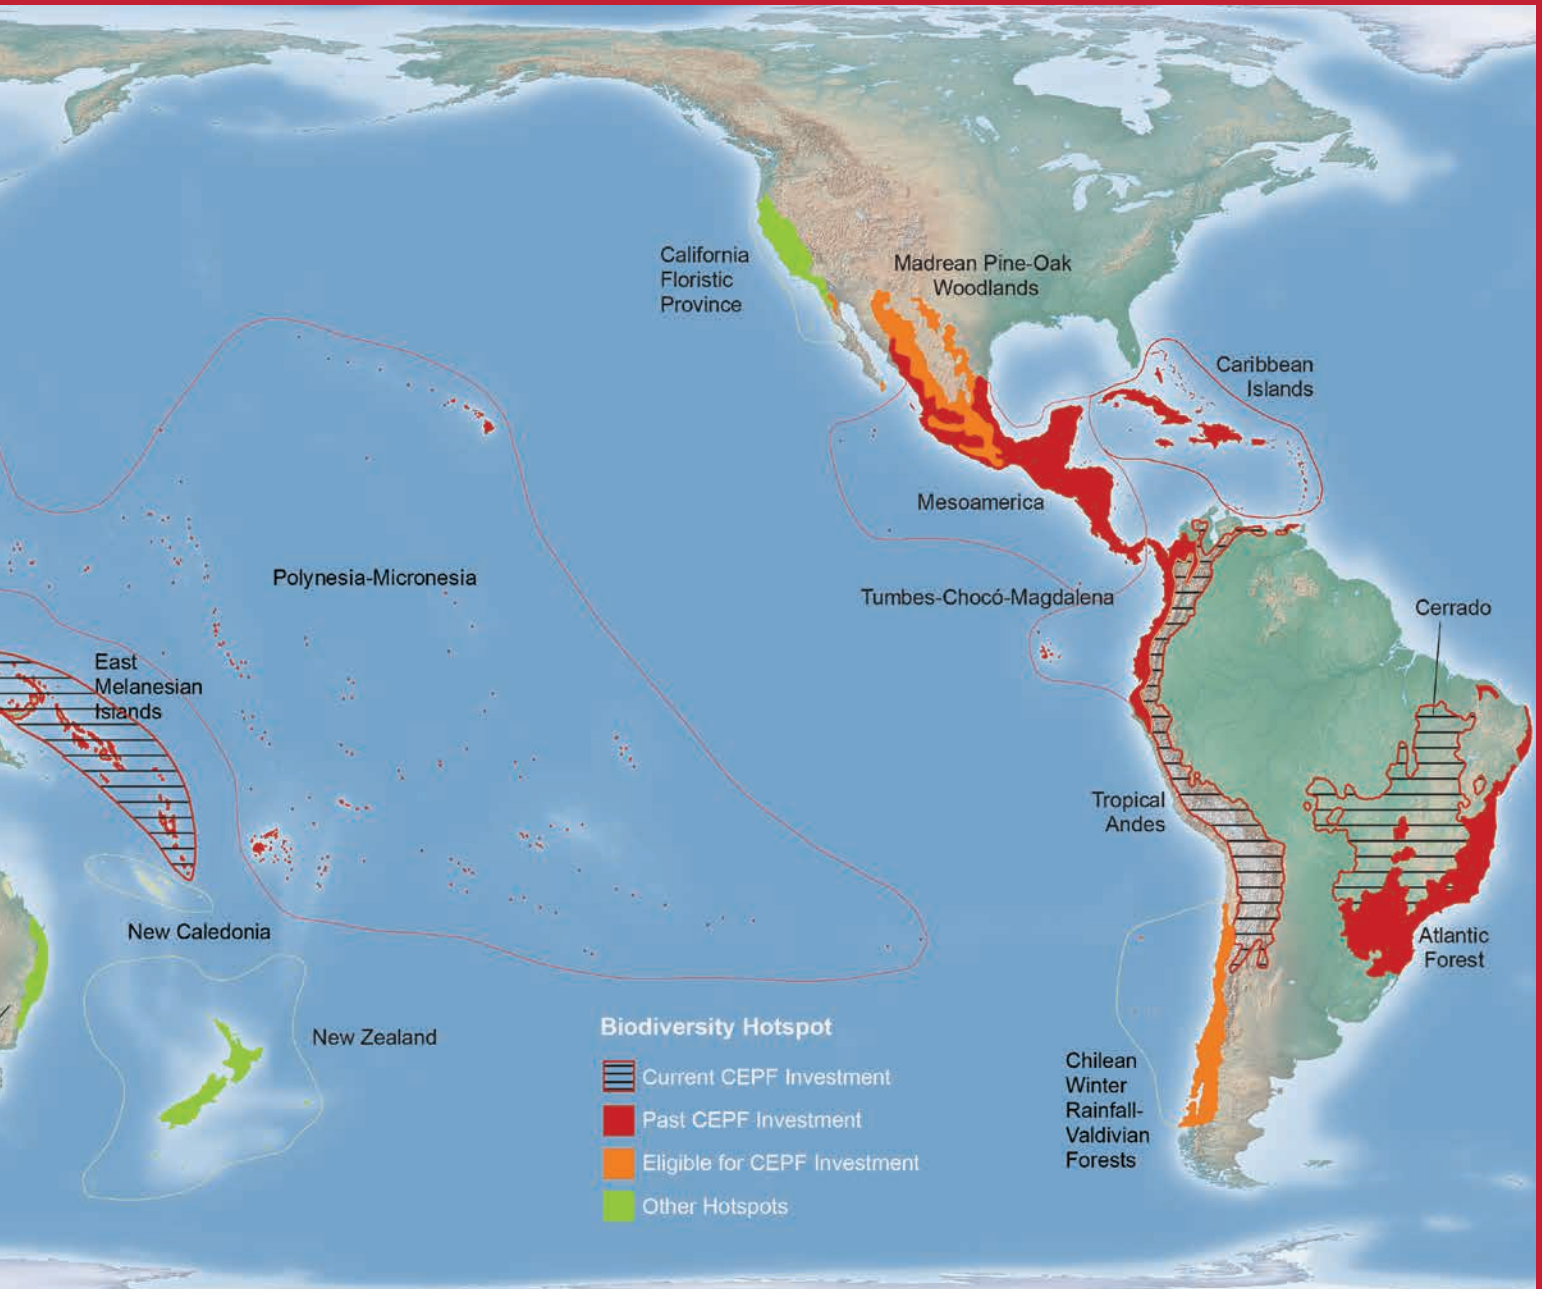 California
Floristic
Province
Madrean Pine-Oak
Woodlands
Caribbean
Islands
Mesoamerica
Polynesia-Micronesia
Tumbes-Chocó-Magdalena
Cerrado
East
Melanesian
Islands
Tropical
Andes
New Caledonia
Atlantic
Forest
New Zealand
Chilean
Winter
Rainfall-
Valdivian
Forests
Biodiversity Hotspot
Current CEPF Investment
Past CEPF Investment
Eligible for CEPF Investment
Other Hotspots